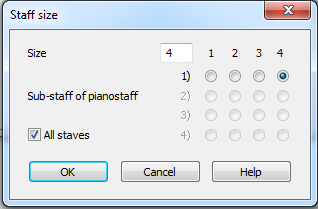 Staff size
Size 4 1 2 3 4
1)
Sub-staff of pianostaff 2)
3)
All staves 4)
OK Cancel Help